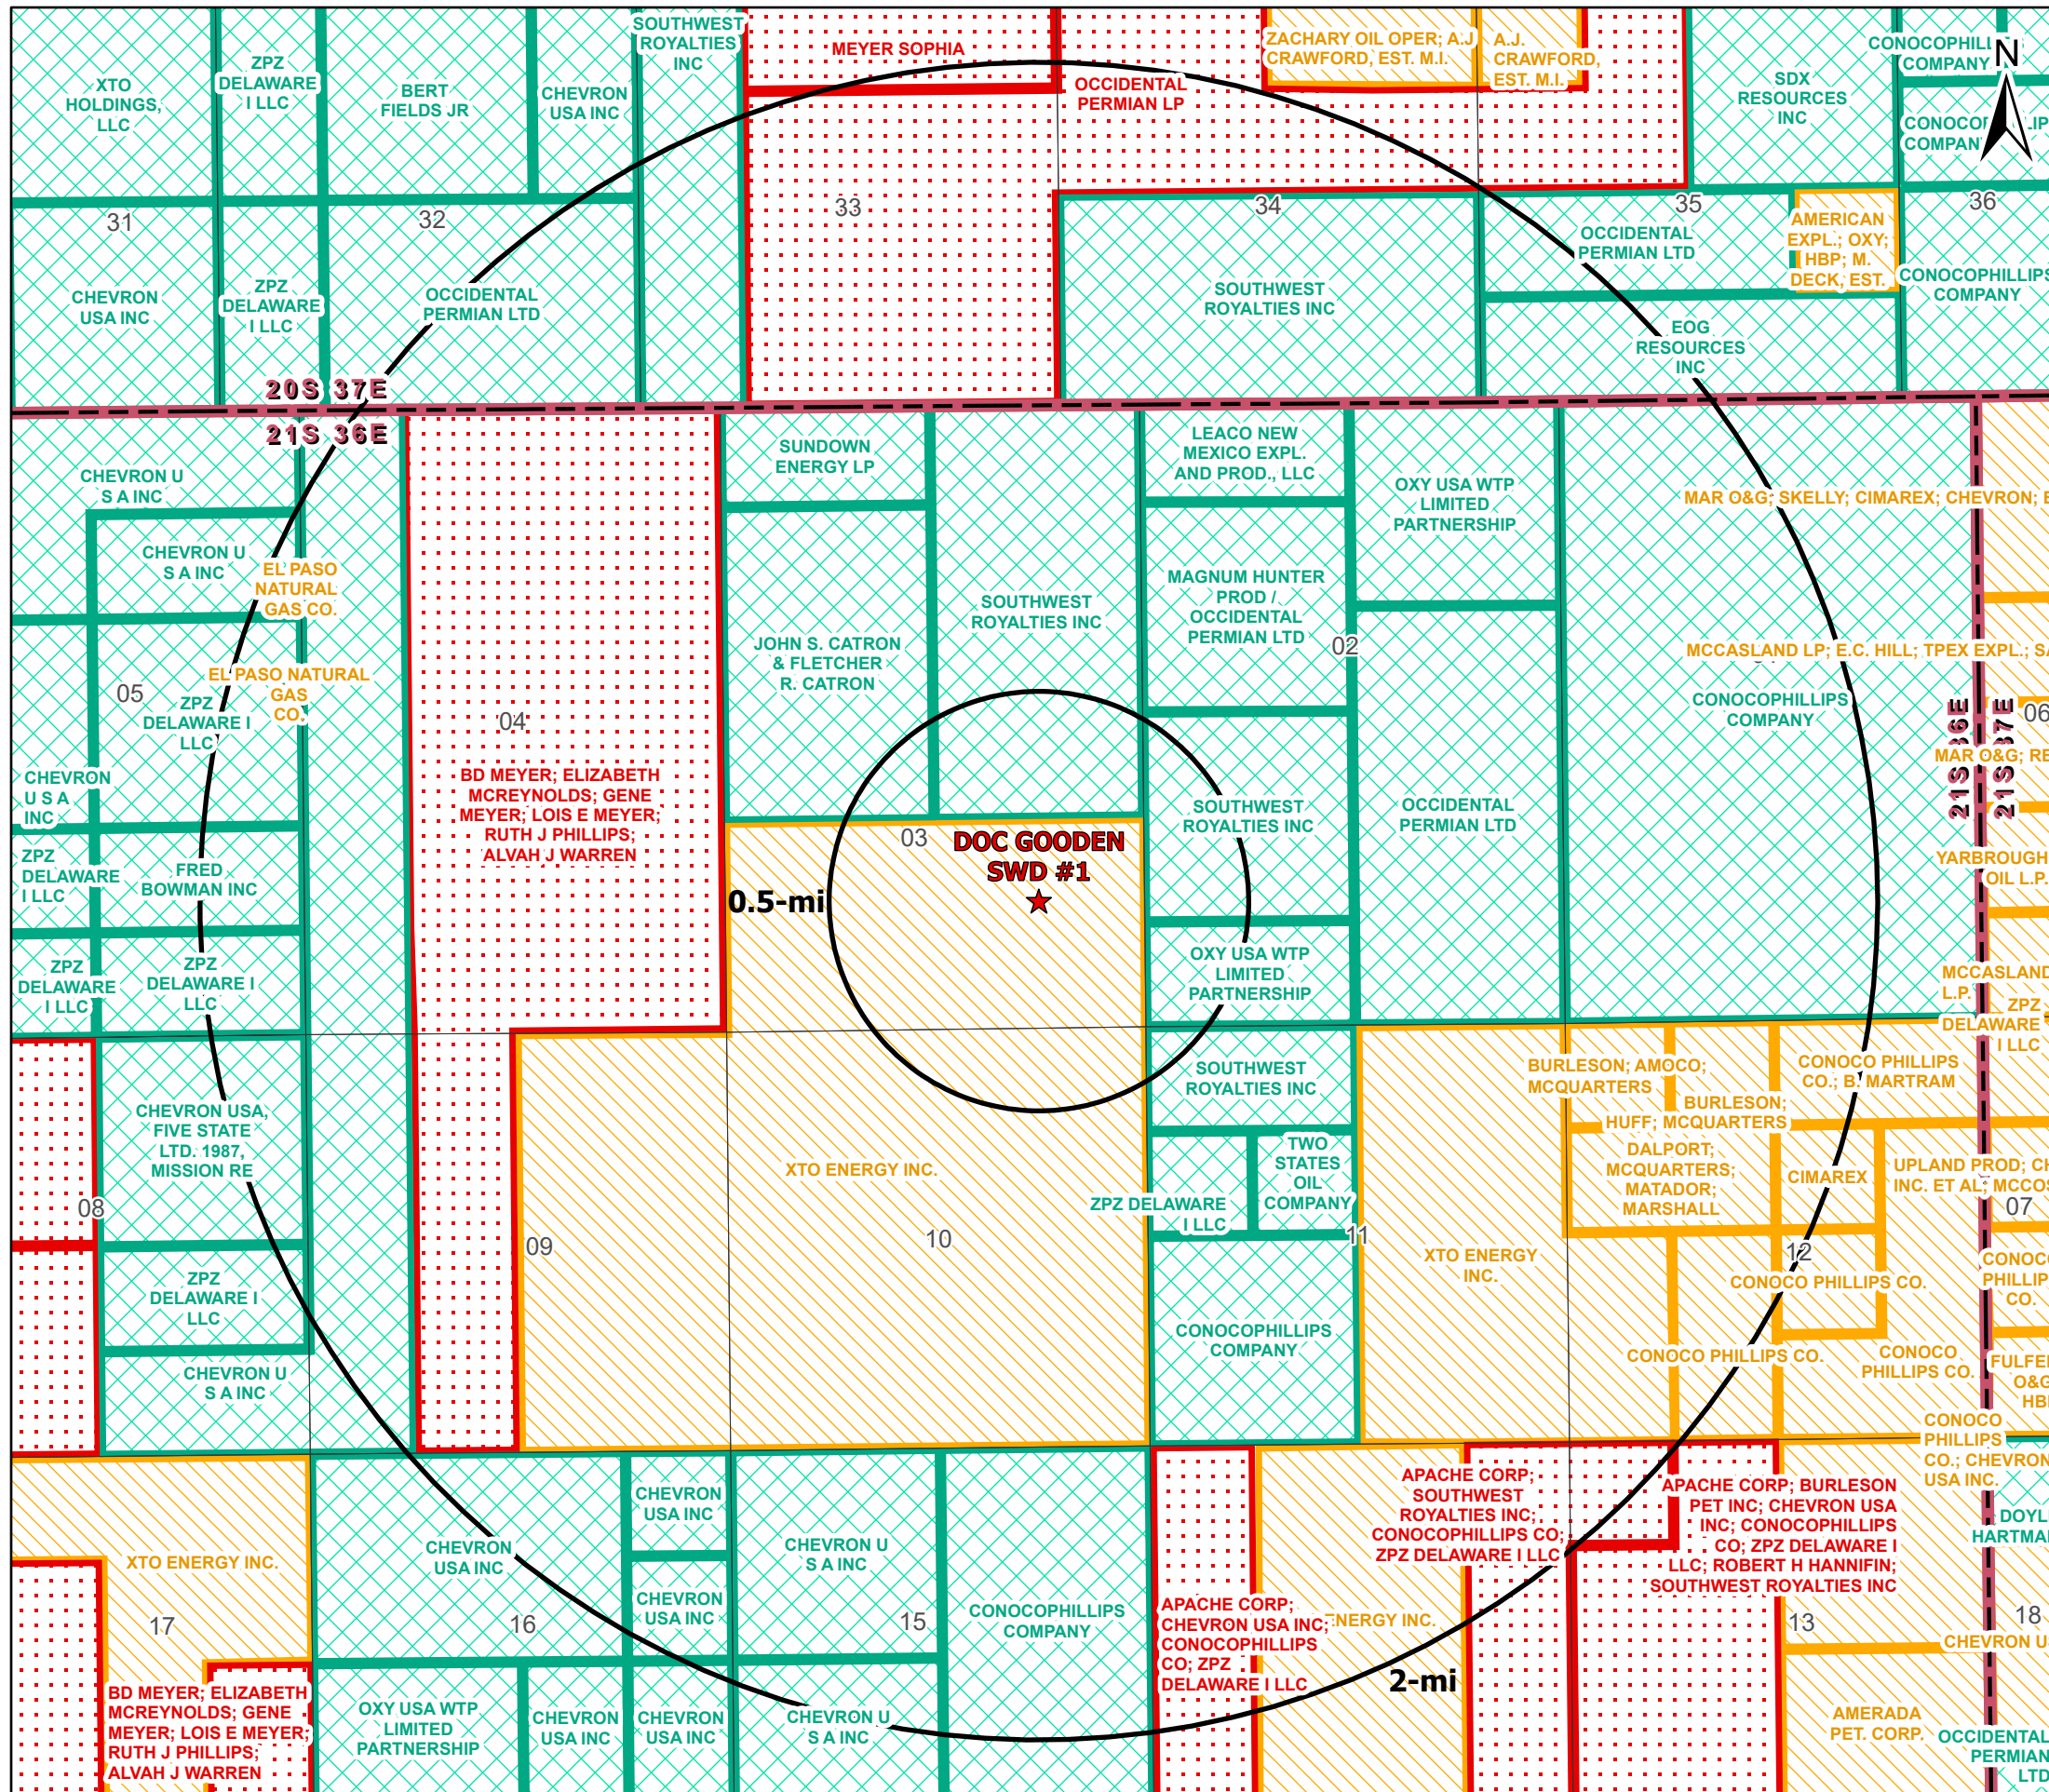 XTO
HOLDINGS,
LLC
ZPZ
DELAWARE
I LLC
BERT
FIELDS JR
CHEVRON
USA INC
SOUTHWEST
ROYALTIES
INC
MEYER SOPHIA
OCCIDENTAL
PERMIAN LP
ZACHARY OIL OPER; A.J
CRAWFORD, EST. M.I.
A.J.
CRAWFORD,
EST. M.I.
SDX
RESOURCES
INC
COMPANY
N
31
32
33
34
35
36
CHEVRON
USA INC
ZPZ
DELAWARE
I LLC
OCCIDENTAL
PERMIAN LTD
SOUTHWEST
ROYALTIES INC
OCCIDENTAL
PERMIAN LTD
AMERICAN
EXPL.; OXY;
HBP; M.
DECK, EST.
CONOCOPHILLIPS
COMPANY
EOG
RESOURCES
INC
20S 37E
21S 36E
CHEVRON U
S A INC
CHEVRON U
S A INC
EL PASO
NATURAL
GAS CO.
EL PASO NATURAL
GAS
CO.
05
ZPZ
DELAWARE I
LLC
CHEVRON
U S A
INC
ZPZ
DELAWARE
I LLC
FRED
BOWMAN INC
ZPZ
DELAWARE
I LLC
ZPZ
DELAWARE I
LLC
04
BD MEYER; ELIZABETH
MCREYNOLDS; GENE
MEYER; LOIS E MEYER;
RUTH J PHILLIPS;
ALVAH J WARREN
SUNDOWN
ENERGY LP
JOHN S. CATRON
& FLETCHER
R. CATRON
SOUTHWEST
ROYALTIES INC
03
DOC GOODEN
SWD #1
0.5-mi
LEACO NEW
MEXICO EXPL.
AND PROD., LLC
MAGNUM HUNTER
PROD /
OCCIDENTAL
PERMIAN LTD
02
OXY USA WTP
LIMITED
PARTNERSHIP
SOUTHWEST
ROYALTIES INC
OCCIDENTAL
PERMIAN LTD
OXY USA WTP
LIMITED
PARTNERSHIP
MAR O&G; SKELLY; CIMAREX; CHEVRON;
MCCASLAND LP; E.C. HILL; TPEX EXPL.;
CONOCOPHILLIPS
COMPANY
21S 36E
21S 37E
06
MAR O&G;
YARBROUGH
OIL L.P.
MCCASLAND
L.P.
ZPZ
DELAWARE
I LLC
08
CHEVRON USA,
FIVE STATE
LTD. 1987,
MISSION RE
ZPZ
DELAWARE I
LLC
CHEVRON U
S A INC
09
XTO ENERGY INC.
10
SOUTHWEST
ROYALTIES INC
ZPZ DELAWARE
I LLC
TWO
STATES
OIL
COMPANY
11
CONOCOPHILLIPS
COMPANY
XTO ENERGY
INC.
BURLESON; AMOCO;
MCQUARTERS
BURLESON;
HUFF; MCQUARTERS
DALPORT;
MCQUARTERS;
MATADOR;
MARSHALL
CONOCO PHILLIPS
CO.; B. MARTRAM
CIMAREX
UPLAND PROD;
INC. ET AL;
07
12
CONOCO PHILLIPS CO.
CONOCO PHILLIPS CO.
CONOCO
PHILLIPS CO.
CO.
O&G
CONOCO
PHILLIPS
CO.; CHEVRON
USA INC.
XTO ENERGY INC.
17
BD MEYER; ELIZABETH
MCREYNOLDS; GENE
MEYER; LOIS E MEYER;
RUTH J PHILLIPS;
ALVAH J WARREN
CHEVRON
USA INC
16
CHEVRON
USA INC
CHEVRON
USA INC
OXY USA WTP
LIMITED
PARTNERSHIP
CHEVRON
USA INC
CHEVRON
USA INC
CHEVRON U
S A INC
15
CHEVRON U
S A INC
CONOCOPHILLIPS
COMPANY
APACHE CORP;
CHEVRON USA INC;
CONOCOPHILLIPS
CO; ZPZ
DELAWARE I LLC
ENERGY INC.
2-mi
APACHE CORP;
SOUTHWEST
ROYALTIES INC;
CONOCOPHILLIPS CO;
ZPZ DELAWARE I LLC
APACHE CORP; BURLESON
PET INC; CHEVRON USA
INC; CONOCOPHILLIPS
CO; ZPZ DELAWARE I
LLC; ROBERT H HANNIFIN;
SOUTHWEST ROYALTIES INC
13
18
CHEVRON
AMERADA
PET. CORP.
OCCIDENTAL
PERMIAN
LTD